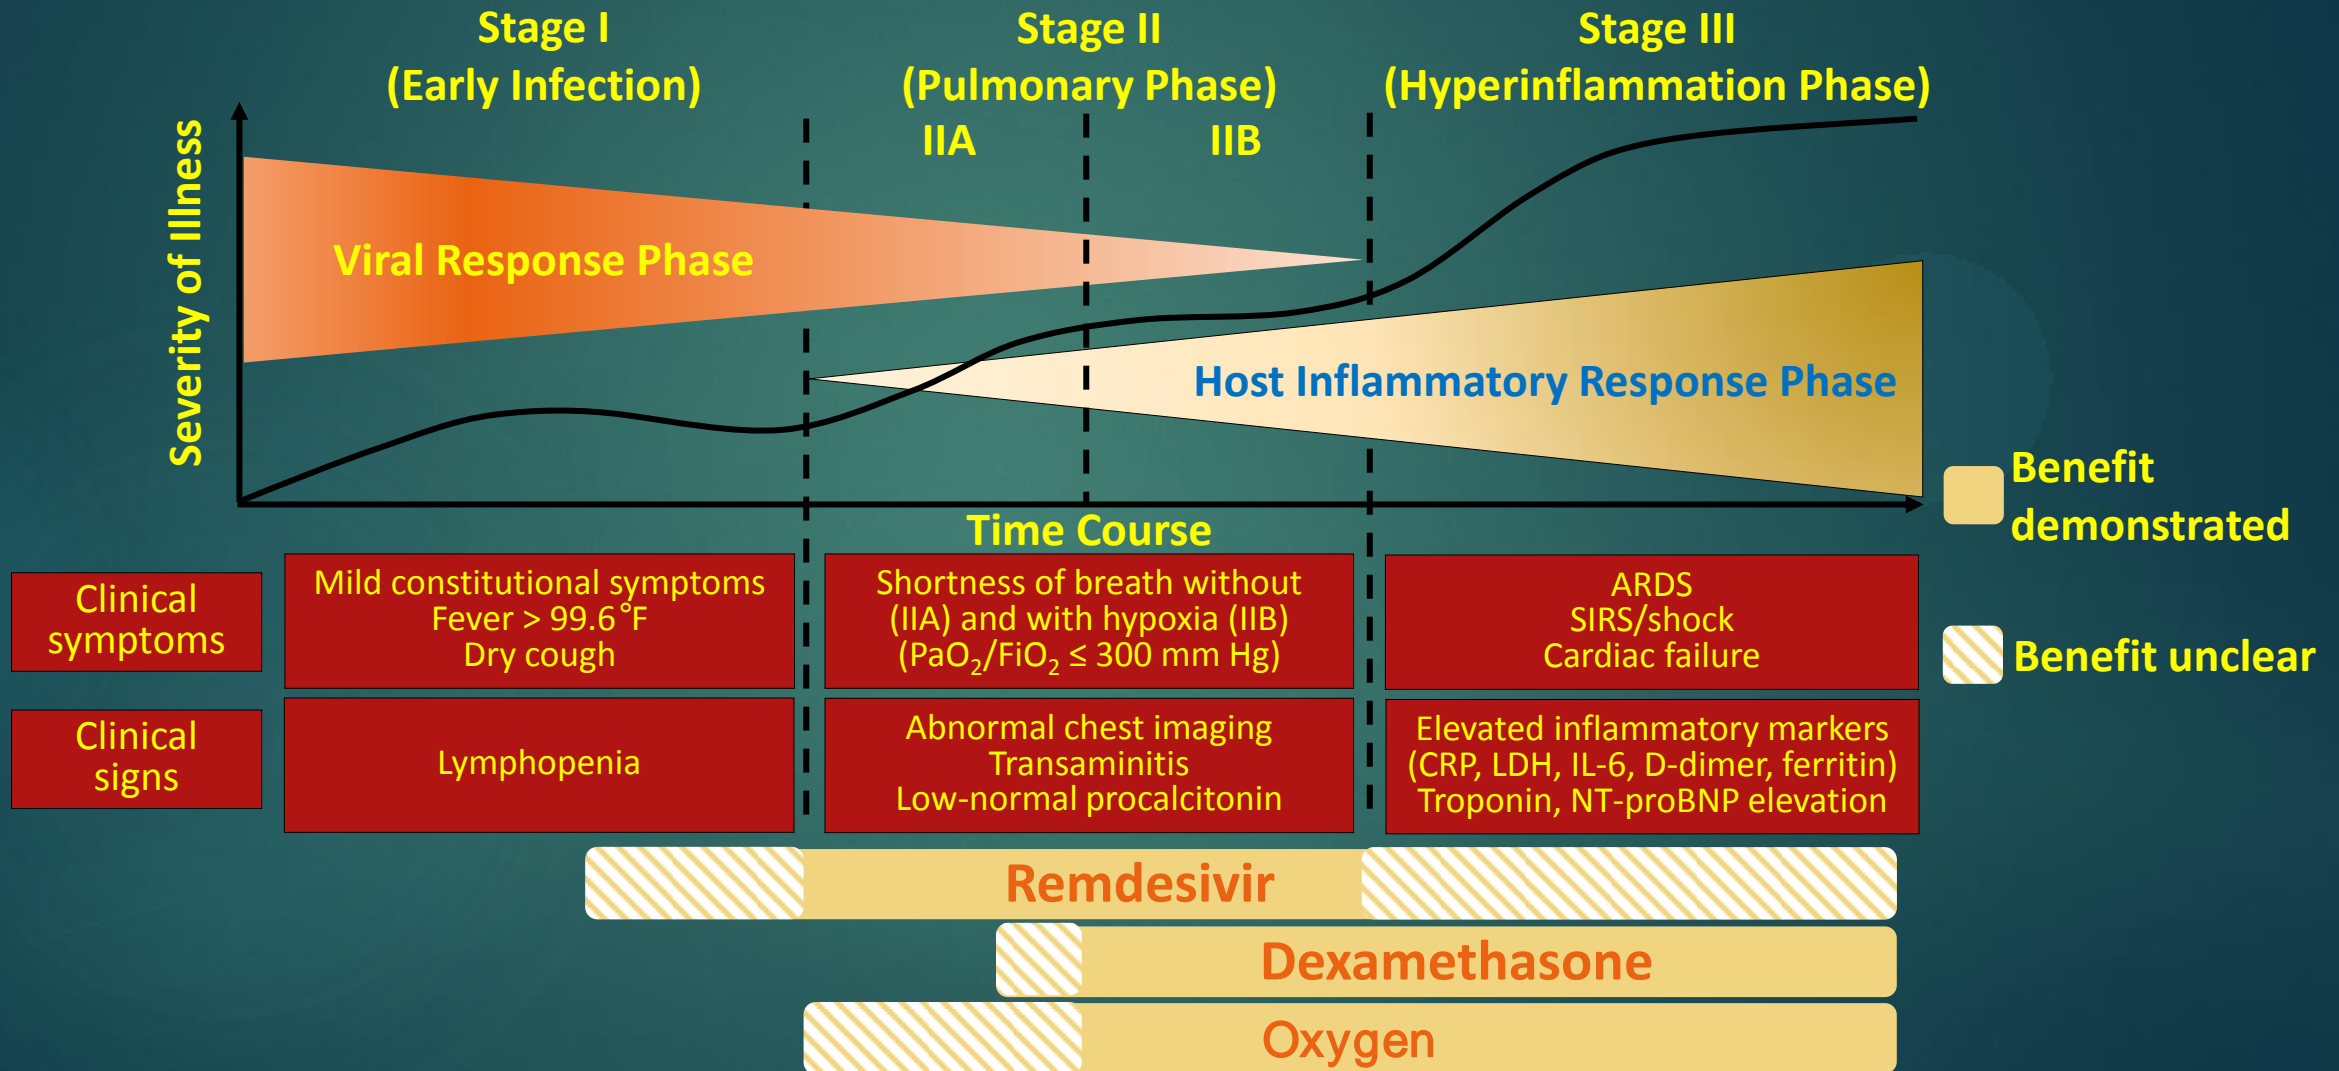 Stage I
(Early Infection)
Stage II
(Pulmonary Phase)
IIA
IIB
Stage III
(Hyperinflammation Phase)
Severity of Illness
Viral Response Phase
Host Inflammatory Response Phase
Time Course
Benefit
demonstrated
Benefit unclear
Clinical
symptoms
Mild constitutional symptoms
Fever > 99.6°F
Dry cough
Shortness of breath without
(IIA) and with hypoxia (IIB)
(PaO₂/FiO₂ ≤ 300 mm Hg)
ARDS
SIRS/shock
Cardiac failure
Clinical
signs
Lymphopenia
Abnormal chest imaging
Transaminitis
Low-normal procalcitonin
Elevated inflammatory markers
(CRP, LDH, IL-6, D-dimer, ferritin)
Troponin, NT-proBNP elevation
Remdesivir
Dexamethasone
Oxygen